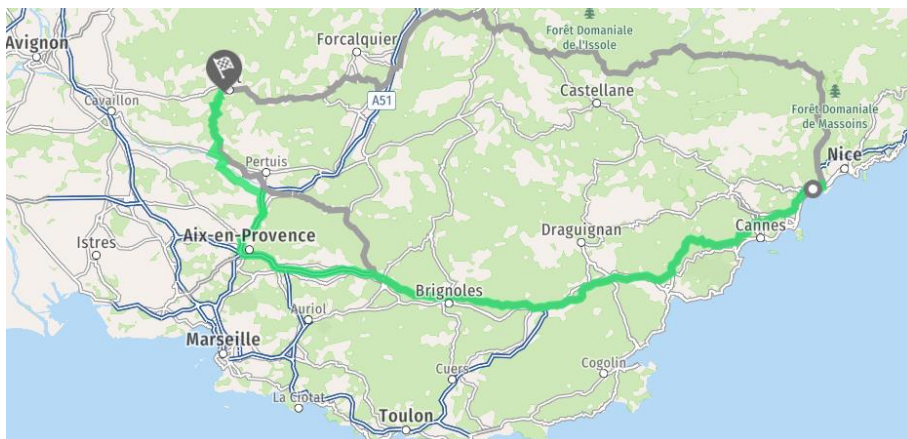 Avignon
Forcalquier
Forêt Domaniale
de l'Issole
Cavaillon
A51
Castellane
Forêt Domaniale
de Massoins
Nice
Pertuis
Aix-en-Provence
Draguignan
Cannes
Istres
Brignoles
Auriol
Marseille
Cuers
Cogolin
La Ciotat
Toulon